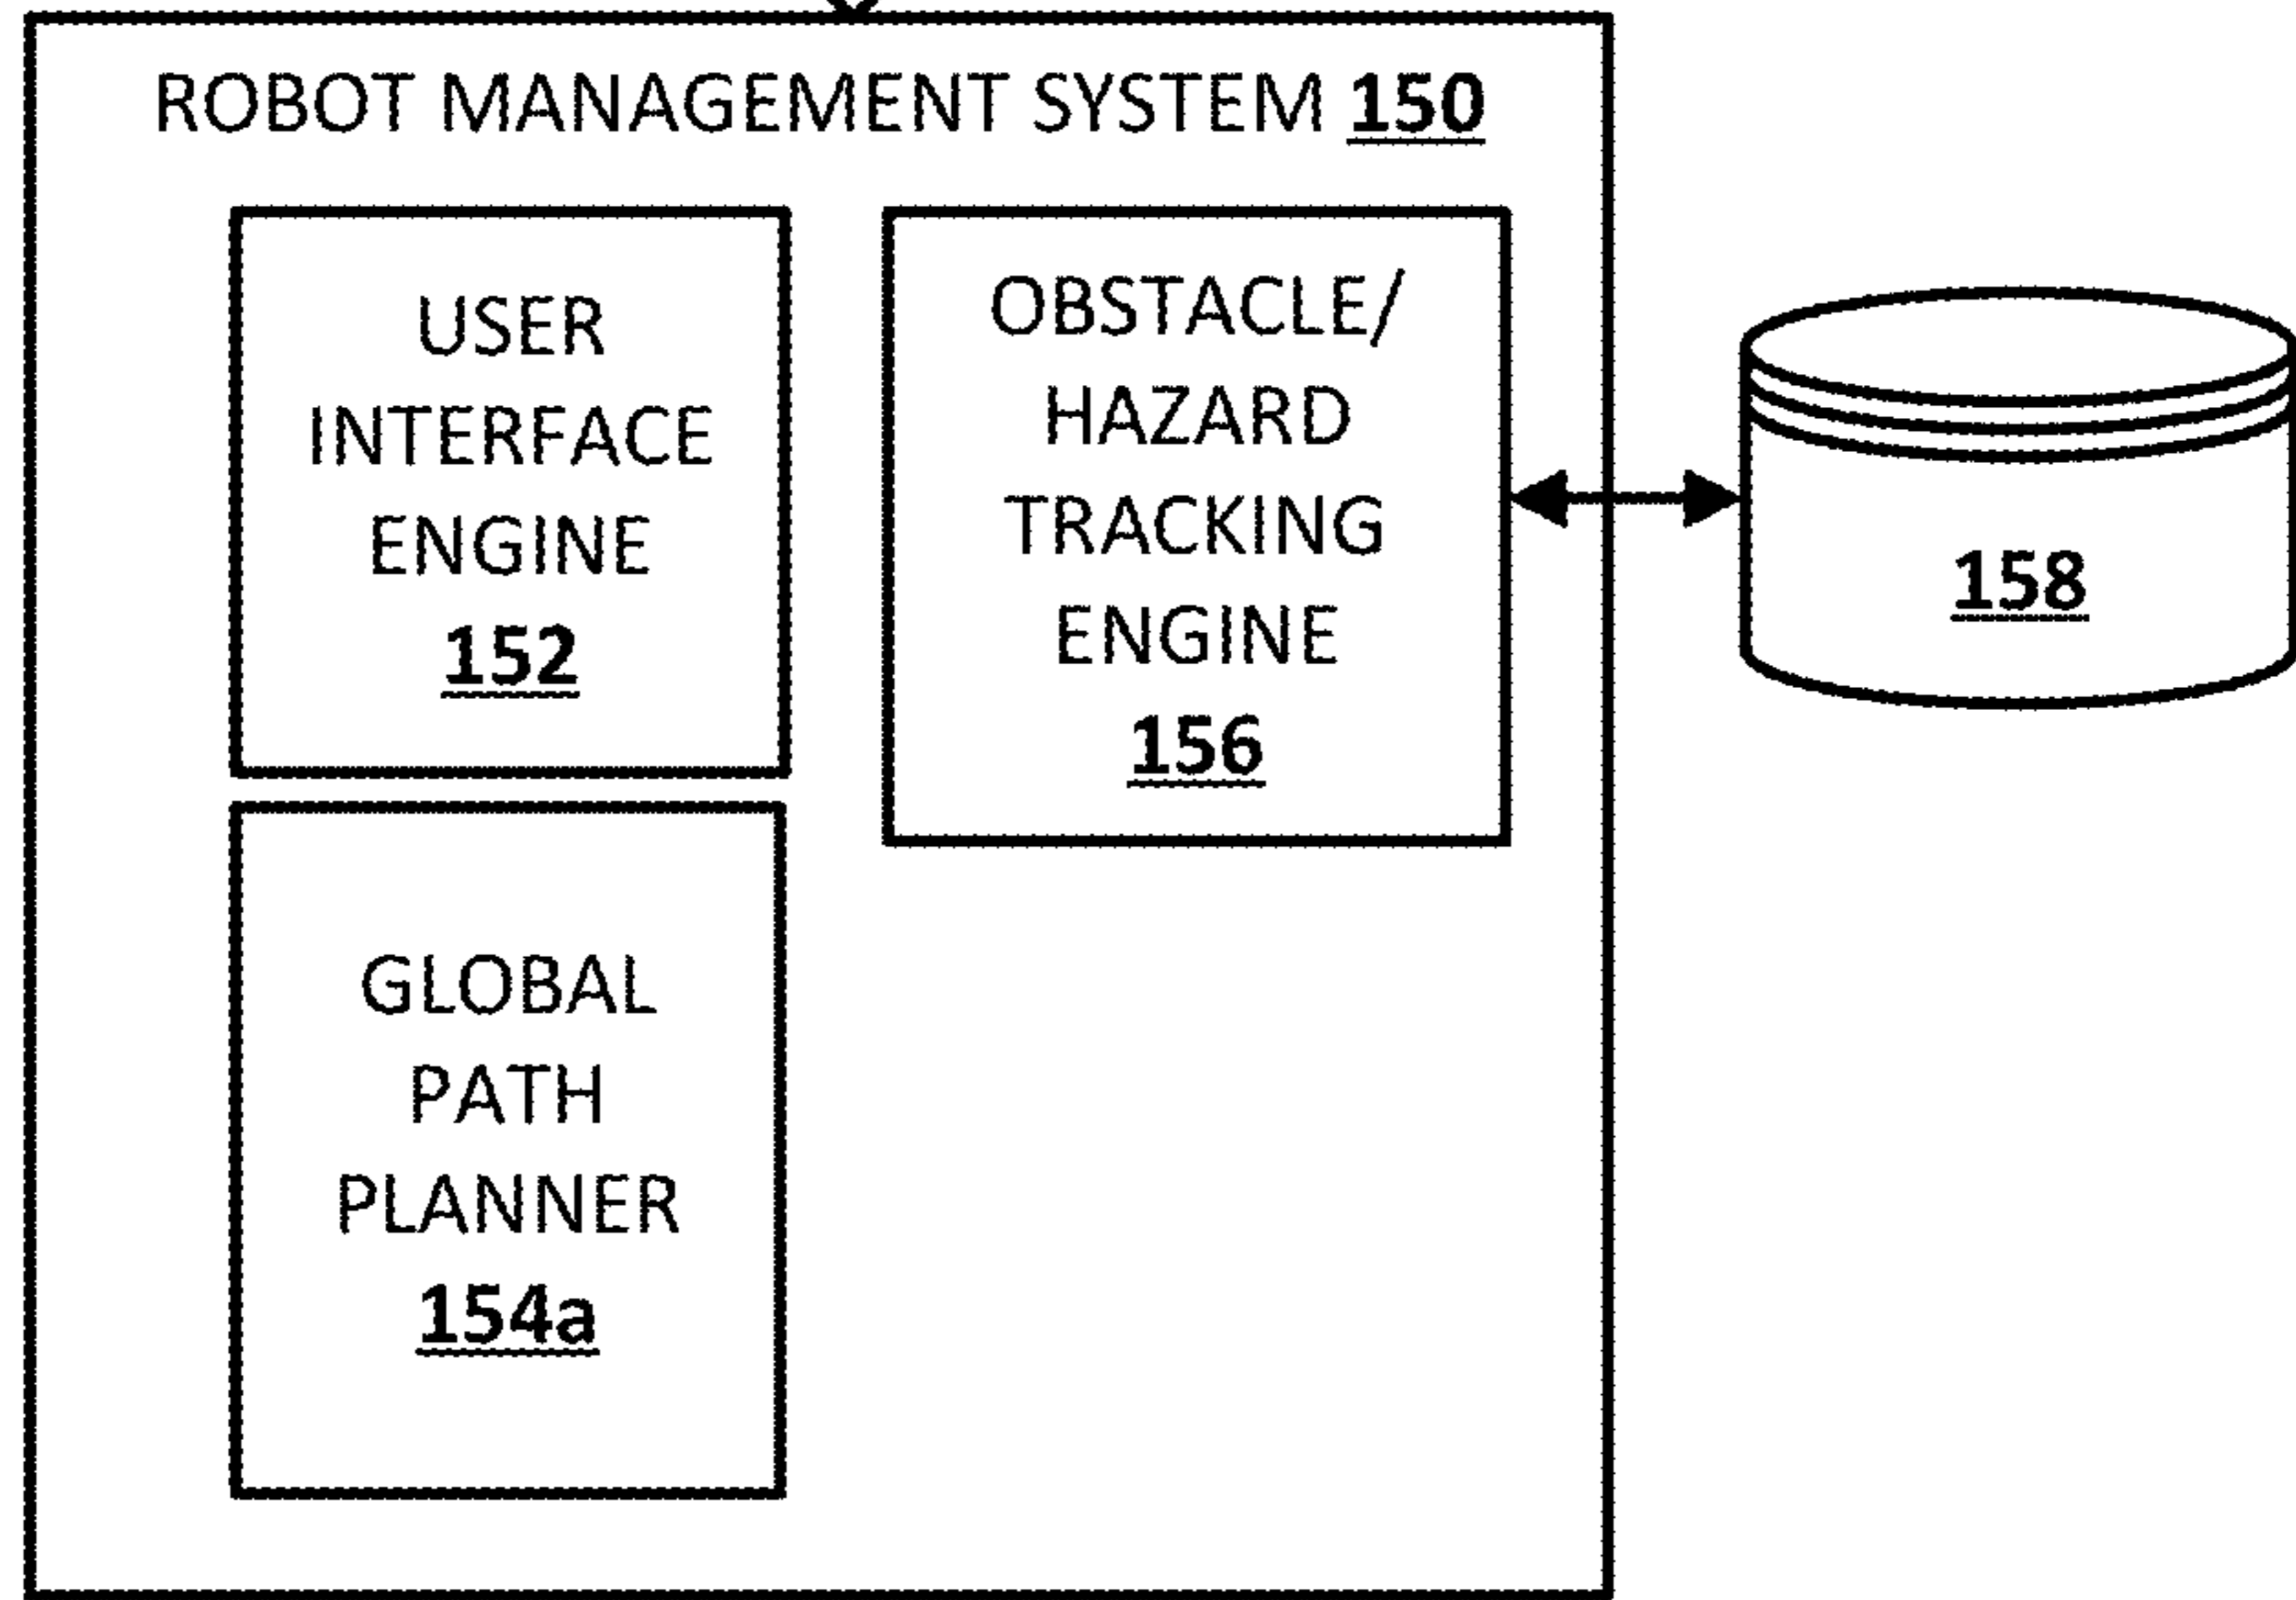 ROBOT MANAGEMENT SYSTEM 150
USER
INTERFACE
ENGINE
152
OBSTACLE/
HAZARD
TRACKING
ENGINE
156
158
GLOBAL
PATH
PLANNER
154a